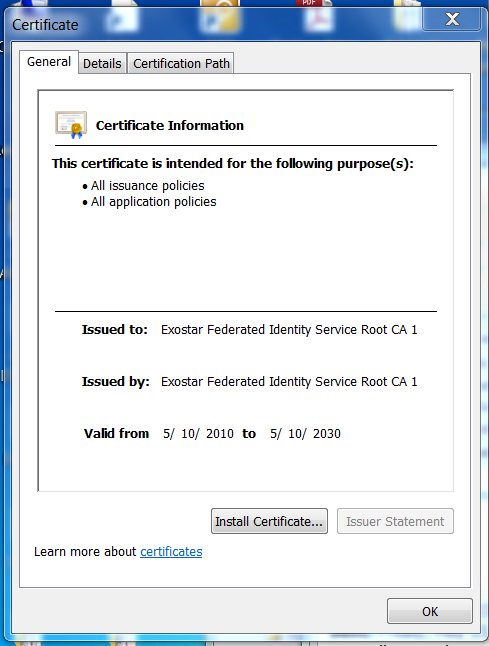 PDF
Certificate
General
Details
Certification Path
Certificate Information
This certificate is intended for the following purpose(s):
• All issuance policies
• All application policies
Issued to: Exostar Federated Identity Service Root CA 1
Issued by: Exostar Federated Identity Service Root CA 1
Valid from 5/ 10/ 2010 to 5/ 10/ 2030
Install Certificate...
Issuer Statement
Learn more about certificates
OK